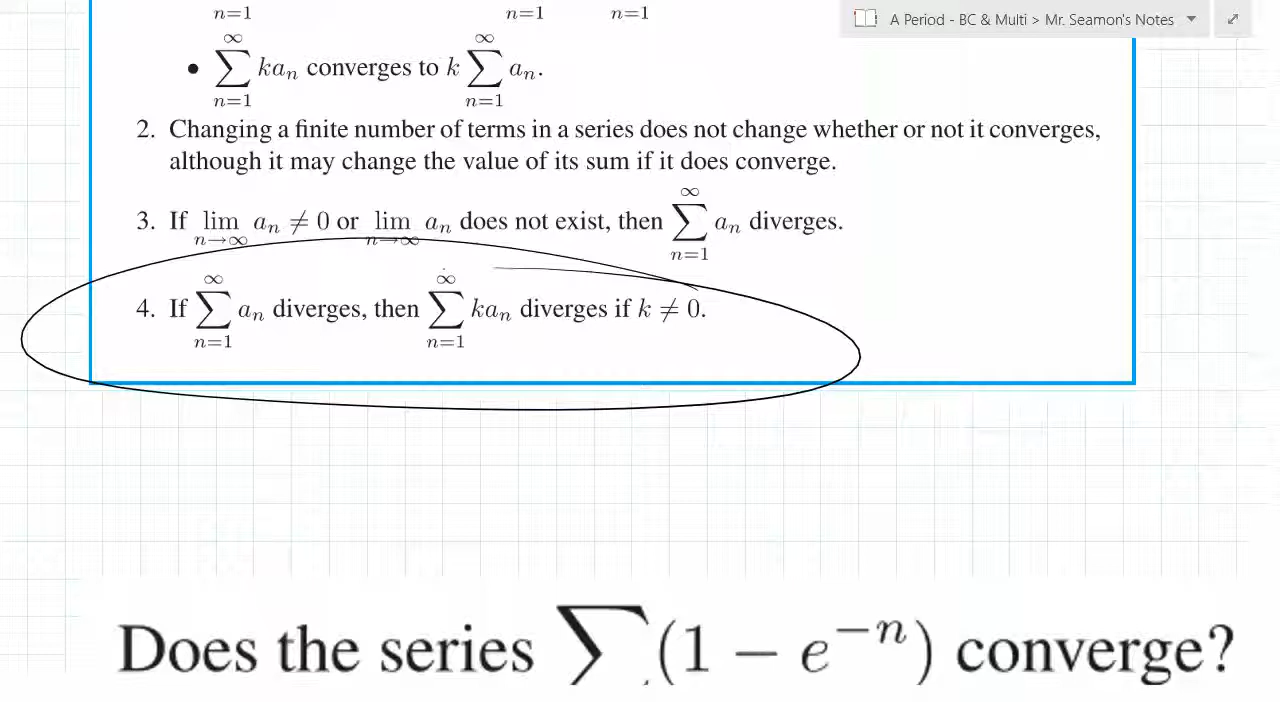 n=1 n=1 n=1
A Period - BC & Multi > Mr. Seamon's Notes
• ∑_{n=1}^{∞} ka_n converges to k ∑_{n=1}^{∞} a_n.
2. Changing a finite number of terms in a series does not change whether or not it converges,
although it may change the value of its sum if it does converge.
3. If lim_{n→∞} a_n ≠ 0 or lim_{n→∞} a_n does not exist, then ∑_{n=1}^{∞} a_n diverges.
4. If ∑_{n=1}^{∞} a_n diverges, then ∑_{n=1}^{∞} ka_n diverges if k ≠ 0.
Does the series ∑(1 − e^{−n}) converge?